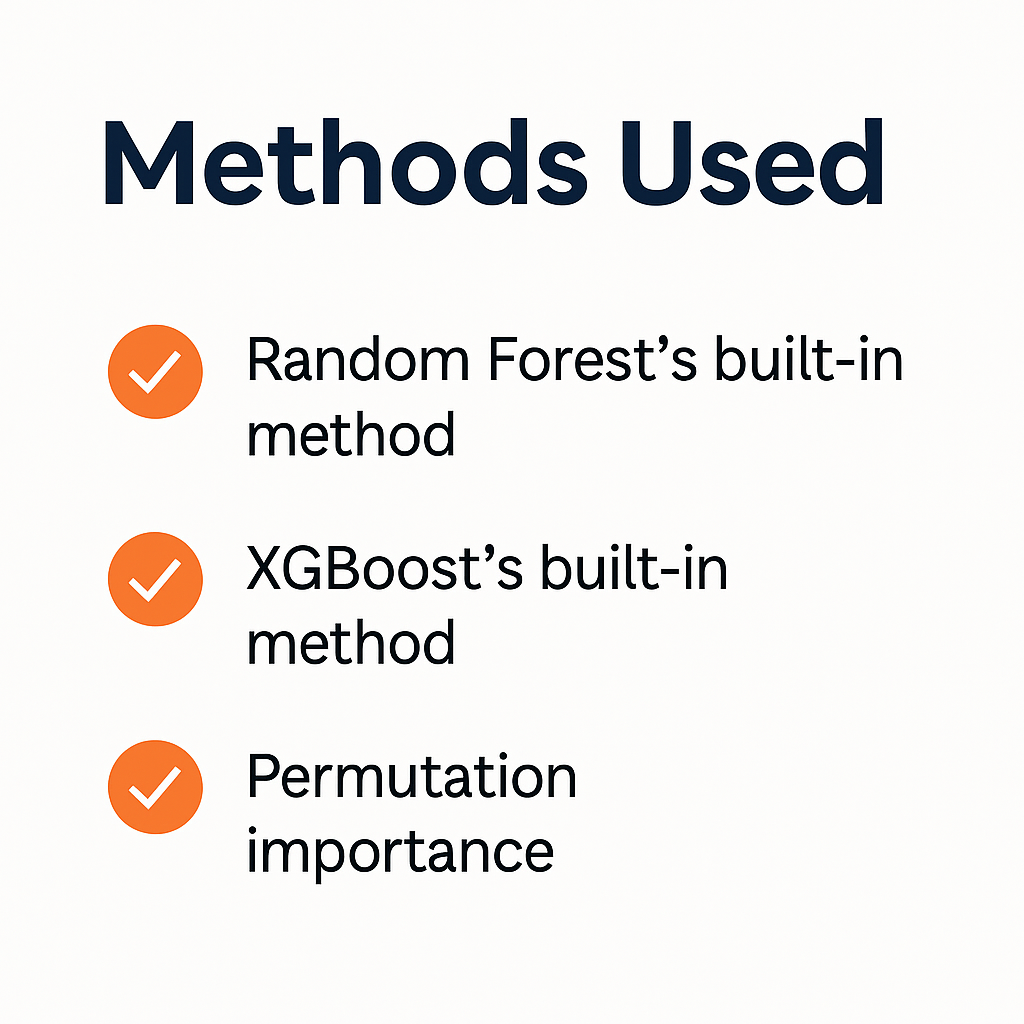 Methods Used
Random Forest’s built-in
method
XGBoost’s built-in
method
Permutation
importance